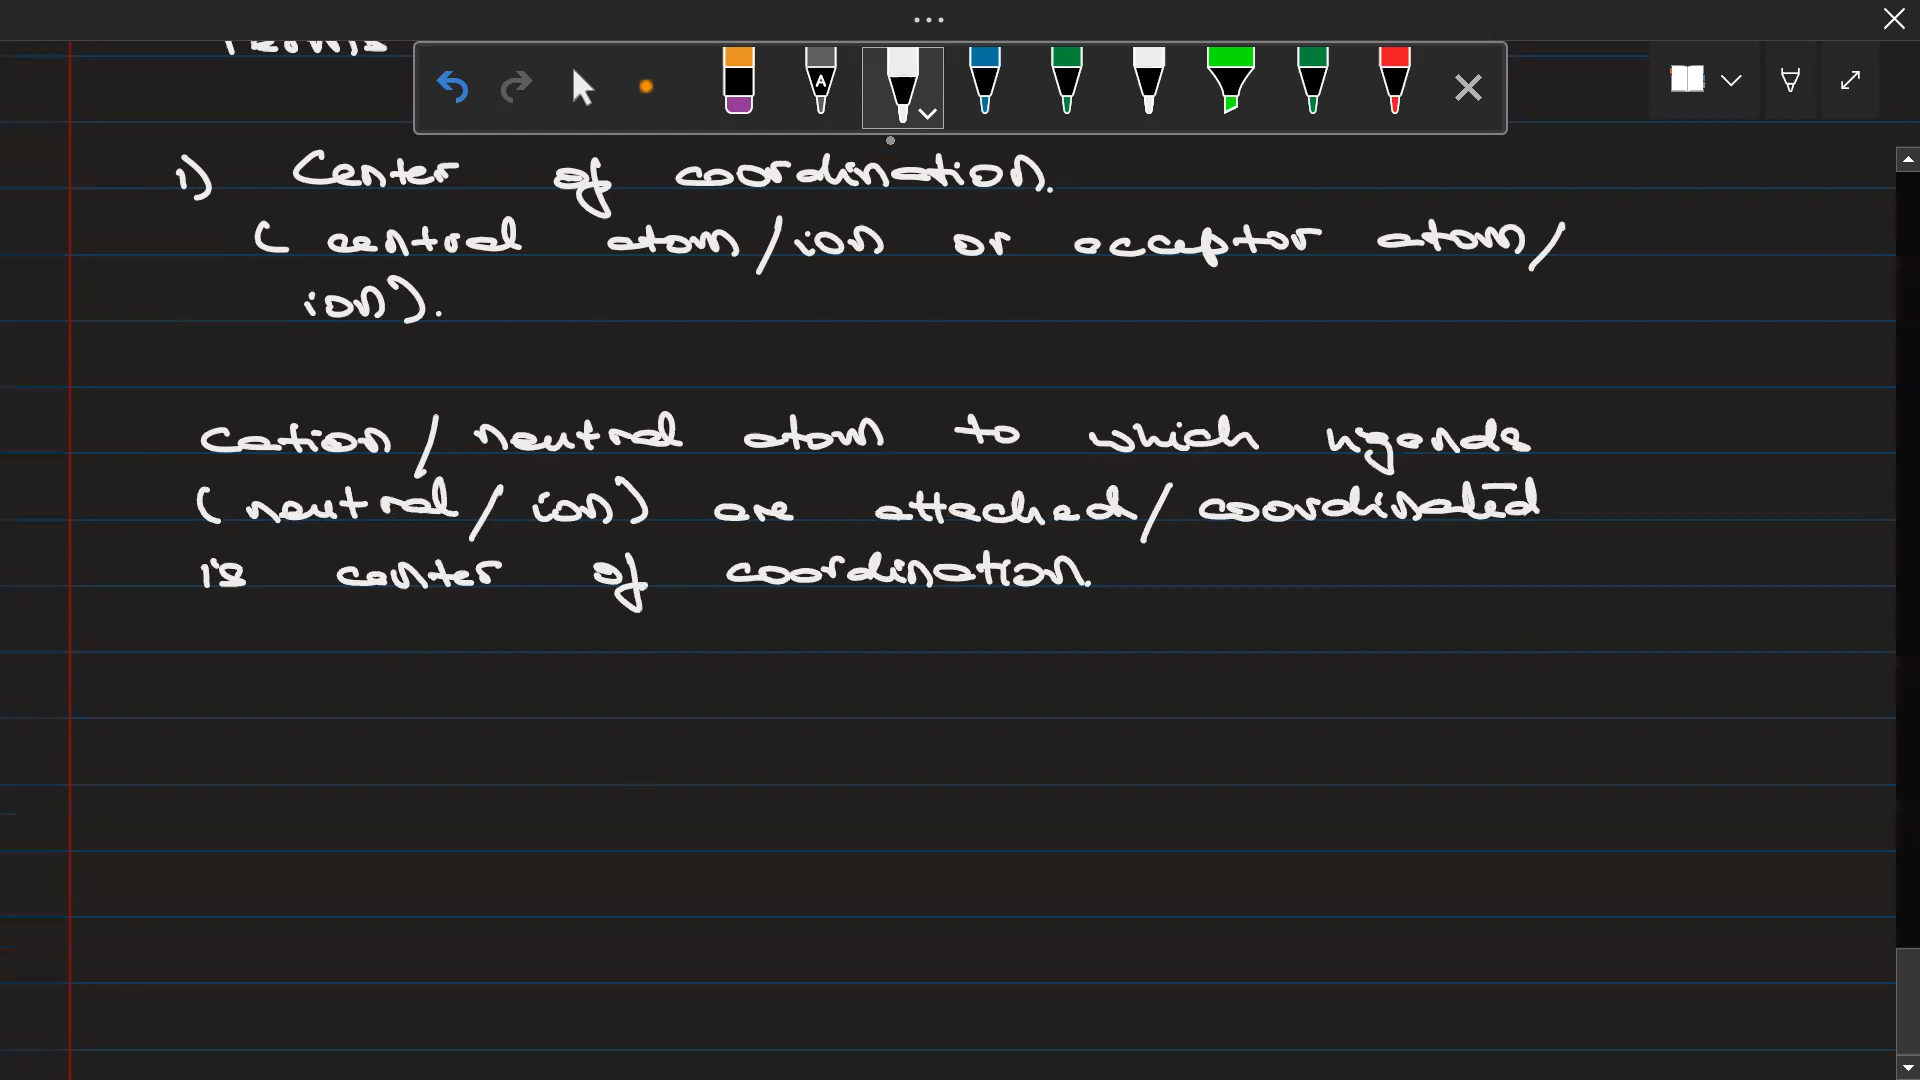 Terms
1) Center of coordination.
( central atom/ion or acceptor atom/
ion).
cation/neutral atom to which ligands
(neutral/ion) are attached/coordinated
is center of coordination.